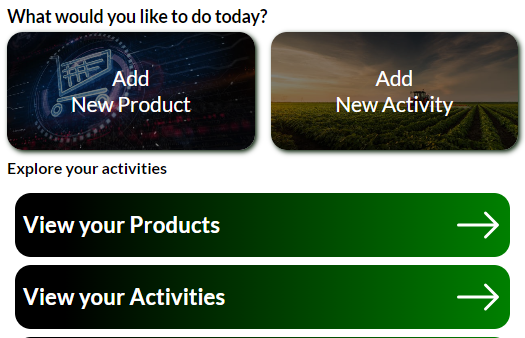 What would you like to do today?
Add
New Product
Add
New Activity
Explore your activities
View your Products
View your Activities